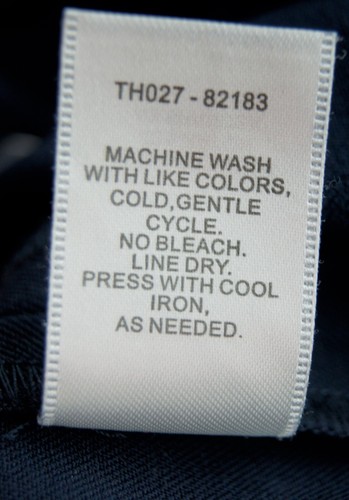 TH027 - 82183
MACHINE WASH
WITH LIKE COLORS,
COLD,GENTLE
CYCLE.
NO BLEACH.
LINE DRY.
PRESS WITH COOL
IRON,
AS NEEDED.